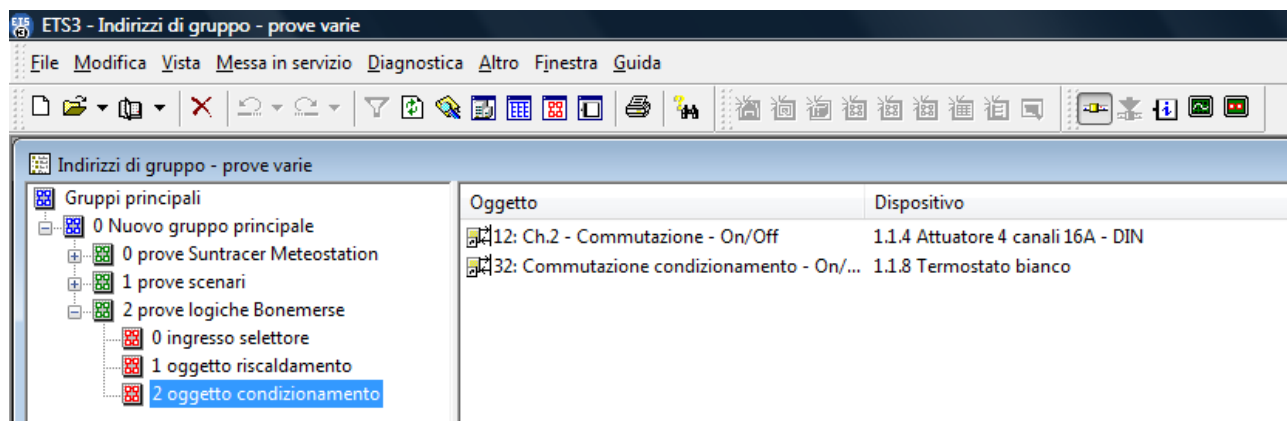 ETS3 - Indirizzi di gruppo - prove varie
File Modifica Vista Messa in servizio Diagnostica Altro Finestra Guida
Indirizzi di gruppo - prove varie
Gruppi principali
0 Nuovo gruppo principale
0 prove Suntracer Meteostation
1 prove scenari
2 prove logiche Bonemerse
0 ingresso selettore
1 oggetto riscaldamento
2 oggetto condizionamento
Oggetto Dispositivo
12: Ch.2 - Commutazione - On/Off 1.1.4 Attuatore 4 canali 16A - DIN
32: Commutazione condizionamento - On/... 1.1.8 Termostato bianco